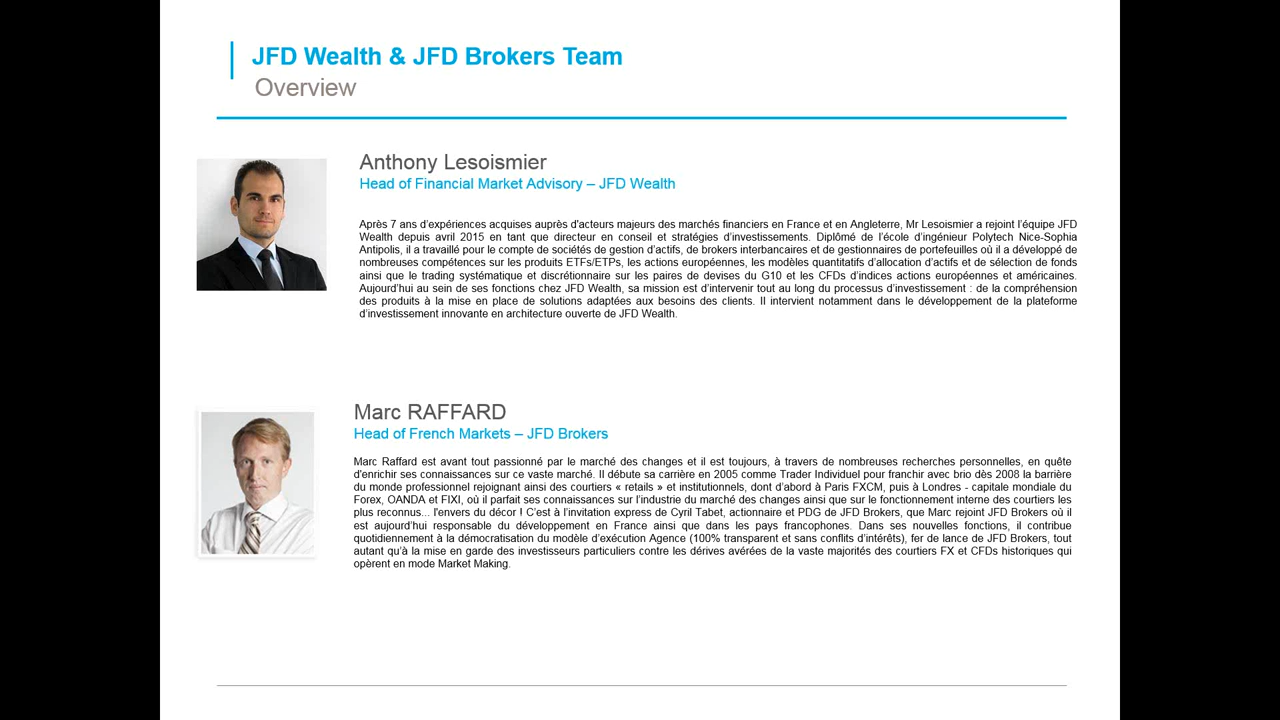 JFD Wealth & JFD Brokers Team
Overview
Anthony Lesoismier
Head of Financial Market Advisory – JFD Wealth
Après 7 ans d’expériences acquises auprès d'acteurs majeurs des marchés financiers en France et en Angleterre, Mr Lesoismier a rejoint l’équipe JFD
Wealth depuis avril 2015 en tant que directeur en conseil et stratégies d’investissements. Diplômé de l’école d’ingénieur Polytech Nice-Sophia
Antipolis, il a travaillé pour le compte de sociétés de gestion d’actifs, de brokers interbancaires et de gestionnaires de portefeuilles où il a développé de
nombreuses compétences sur les produits ETFs/ETPs, les actions européennes, les modèles quantitatifs d’allocation d’actifs et de sélection de fonds
ainsi que le trading systématique et discrétionnaire sur les paires de devises du G10 et les CFDs d’indices actions européennes et américaines.
Aujourd’hui au sein de ses fonctions chez JFD Wealth, sa mission est d’intervenir tout au long du processus d’investissement : de la compréhension
des produits à la mise en place de solutions adaptées aux besoins des clients. Il intervient notamment dans le développement de la plateforme
d’investissement innovante en architecture ouverte de JFD Wealth.
Marc RAFFARD
Head of French Markets – JFD Brokers
Marc Raffard est avant tout passionné par le marché des changes et il est toujours, à travers de nombreuses recherches personnelles, en quête
d'enrichir ses connaissances sur ce vaste marché. Il débute sa carrière en 2005 comme Trader Individuel pour franchir avec brio dès 2008 la barrière
du monde professionnel rejoignant ainsi des courtiers « retails » et institutionnels, dont d’abord à Paris FXCM, puis à Londres - capitale mondiale du
Forex, OANDA et FIXI, où il parfait ses connaissances sur l’industrie du marché des changes ainsi que sur le fonctionnement interne des courtiers les
plus reconnus... l'envers du décor ! C’est à l’invitation express de Cyril Tabet, actionnaire et PDG de JFD Brokers, que Marc rejoint JFD Brokers où il
est aujourd’hui responsable du développement en France ainsi que dans les pays francophones. Dans ses nouvelles fonctions, il contribue
quotidiennement à la démocratisation du modèle d’exécution Agence (100% transparent et sans conflits d’intérêts), fer de lance de JFD Brokers, tout
autant qu’à la mise en garde des investisseurs particuliers contre les dérives avérées de la vaste majorités des courtiers FX et CFDs historiques qui
opèrent en mode Market Making.